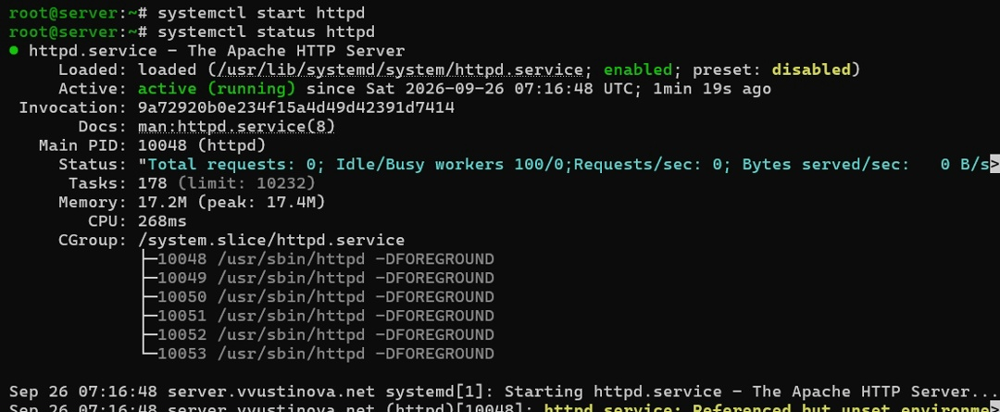 root@server:~# systemctl start httpd
root@server:~# systemctl status httpd
● httpd.service - The Apache HTTP Server
Loaded: loaded (/usr/lib/systemd/system/httpd.service; enabled; preset: disabled)
Active: active (running) since Sat 2026-09-26 07:16:48 UTC; 1min 19s ago
Invocation: 9a72920b0e234f15a4d49d42391d7414
Docs: man:httpd.service(8)
Main PID: 10048 (httpd)
Status: "Total requests: 0; Idle/Busy workers 100/0;Requests/sec: 0; Bytes served/sec:   0 B/s>
Tasks: 178 (limit: 10232)
Memory: 17.2M (peak: 17.4M)
CPU: 268ms
CGroup: /system.slice/httpd.service
├─10048 /usr/sbin/httpd -DFOREGROUND
├─10049 /usr/sbin/httpd -DFOREGROUND
├─10050 /usr/sbin/httpd -DFOREGROUND
├─10051 /usr/sbin/httpd -DFOREGROUND
├─10052 /usr/sbin/httpd -DFOREGROUND
└─10053 /usr/sbin/httpd -DFOREGROUND
Sep 26 07:16:48 server.vvustinova.net systemd[1]: Starting httpd.service - The Apache HTTP Server...
Sep 26 07:16:48 server.vvustinova.net (httpd)[10048]: httpd.service: Referenced but unset environme